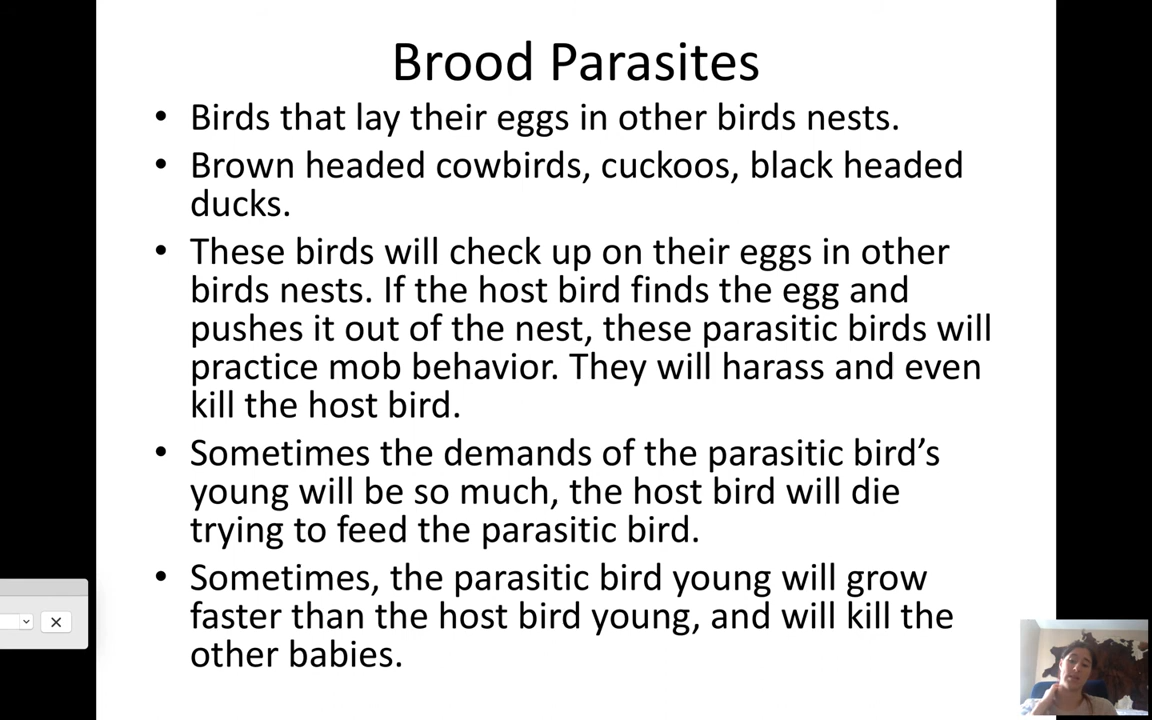 Brood Parasites
• Birds that lay their eggs in other birds nests.
• Brown headed cowbirds, cuckoos, black headed
ducks.
• These birds will check up on their eggs in other
birds nests. If the host bird finds the egg and
pushes it out of the nest, these parasitic birds will
practice mob behavior. They will harass and even
kill the host bird.
• Sometimes the demands of the parasitic bird’s
young will be so much, the host bird will die
trying to feed the parasitic bird.
• Sometimes, the parasitic bird young will grow
faster than the host bird young, and will kill the
other babies.